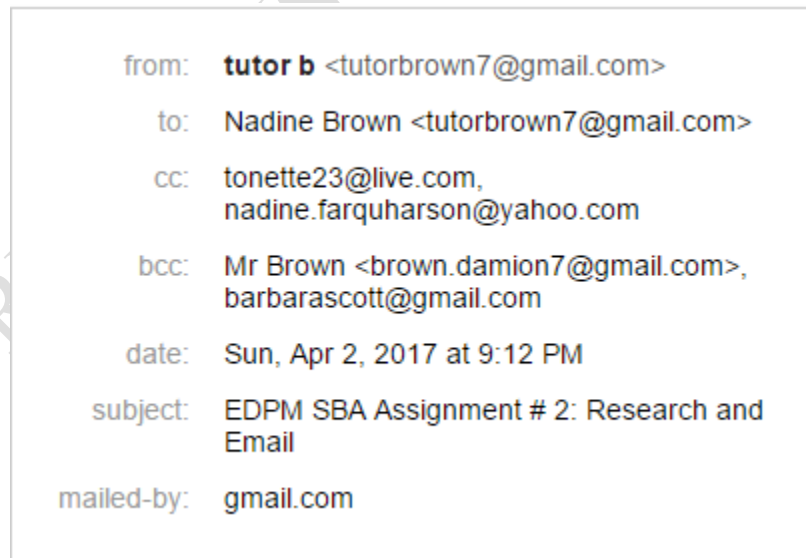 from: tutor b <tutorbrown7@gmail.com>
to: Nadine Brown <tutorbrown7@gmail.com>
cc: tonette23@live.com,
nadine.farquharson@yahoo.com
bcc: Mr Brown <brown.damion7@gmail.com>,
barbarascott@gmail.com
date: Sun, Apr 2, 2017 at 9:12 PM
subject: EDPM SBA Assignment # 2: Research and
Email
mailed-by: gmail.com